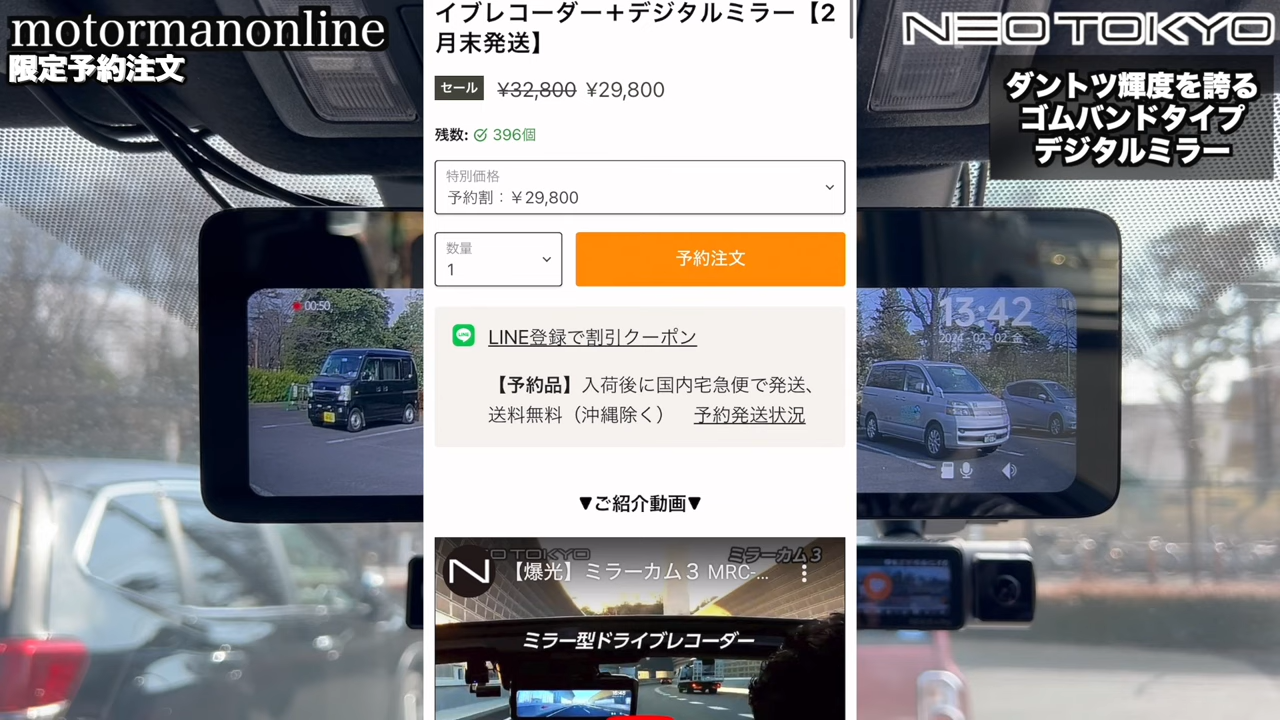 motormanonline
限定予約注文
NEOTOKYO
ダントツ輝度を誇る
ゴムバンドタイプ
デジタルミラー
イブレコーダー＋デジタルミラー【2
月末発送】
セール ¥32,800 ¥29,800
残数: 396個
特別価格
予約割：￥29,800
数量
1
予約注文
LINE登録で割引クーポン
【予約品】入荷後に国内宅急便で発送、
送料無料（沖縄除く） 予約発送状況
▼ご紹介動画▼
NEOTOKYO
ミラーカム3
【爆光】ミラーカム３ MRC-...
ミラー型ドライブレコーダー
00:50
13:42
2024-02-02 金